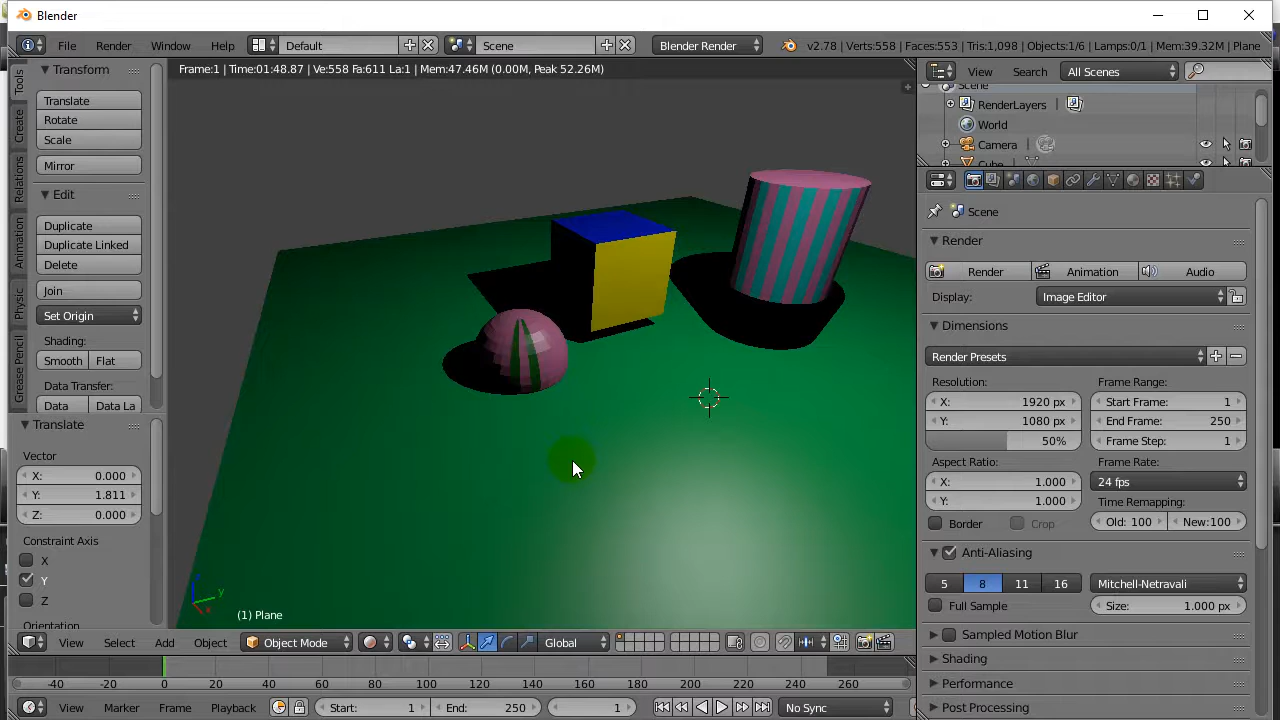 Blender
File Render Window Help Default Scene Blender Render v2.78 | Verts:558 | Faces:553 | Tris:1,098 | Objects:1/6 | Lamps:0/1 | Mem:39.32M | Plane
Frame:1 | Time:01:48.87 | Ve:558 Fa:611 La:1 | Mem:47.46M (0.00M, Peak 52.26M)
Tools
Create
Relations
Animation
Physic
Grease Pencil
Transform
Translate
Rotate
Scale
Mirror
Edit
Duplicate
Duplicate Linked
Delete
Join
Set Origin
Shading:
Smooth Flat
Data Transfer:
Data Data La
Translate
Vector
X: 0.000
Y: 1.811
Z: 0.000
Constraint Axis
X
Y
Z
Orientation
(1) Plane
View Select Add Object Object Mode Global
-40 -20 0 20 40 60 80 100 120 140 160 180 200 220 240 260
View Marker Frame Playback Start: 1 End: 250 1 No Sync
View Search All Scenes
Scene
RenderLayers
World
Camera
Cube
Scene
Render
Render Animation Audio
Display: Image Editor
Dimensions
Render Presets
Resolution: Frame Range:
X: 1920 px Start Frame: 1
Y: 1080 px End Frame: 250
50% Frame Step: 1
Aspect Ratio: Frame Rate:
X: 1.000 24 fps
Y: 1.000 Time Remapping:
Border Crop Old: 100 New:100
Anti-Aliasing
5 8 11 16 Mitchell-Netravali
Full Sample Size: 1.000 px
Sampled Motion Blur
Shading
Performance
Post Processing